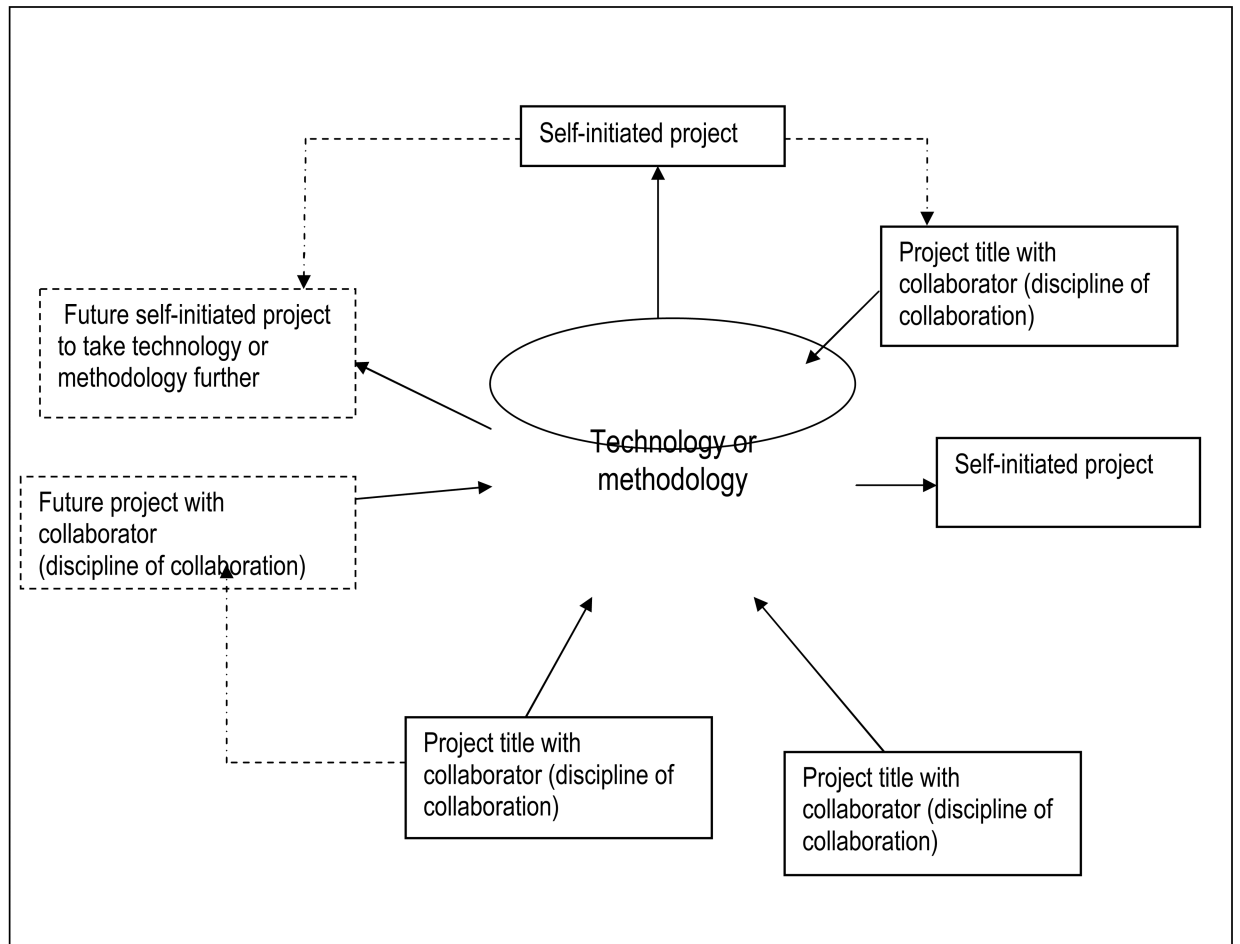 Self-initiated project
Project title with
collaborator (discipline of
collaboration)
Future self-initiated project
to take technology or
methodology further
Technology or
methodology
Self-initiated project
Future project with
collaborator
(discipline of collaboration)
Project title with
collaborator (discipline of
collaboration)
Project title with
collaborator (discipline of
collaboration)